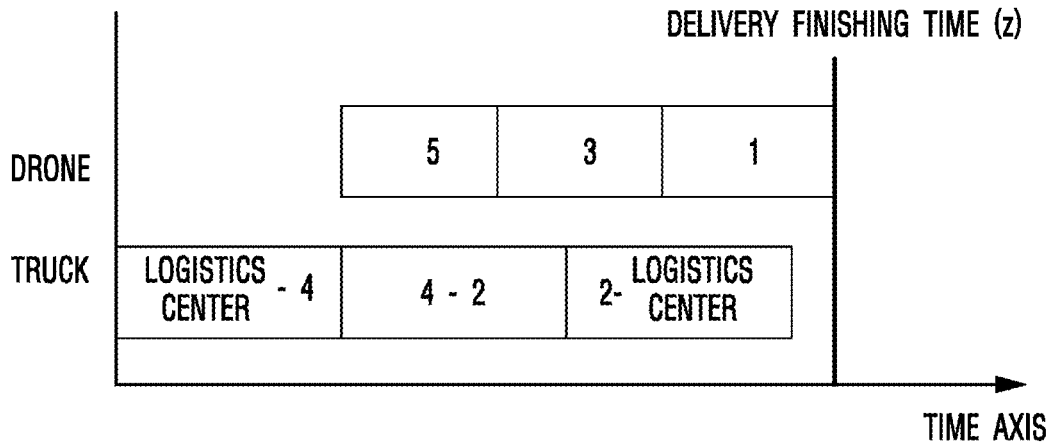 DELIVERY FINISHING TIME (z)
DRONE
5
3
1
TRUCK
LOGISTICS
CENTER - 4
4 - 2
2- LOGISTICS
CENTER
TIME AXIS